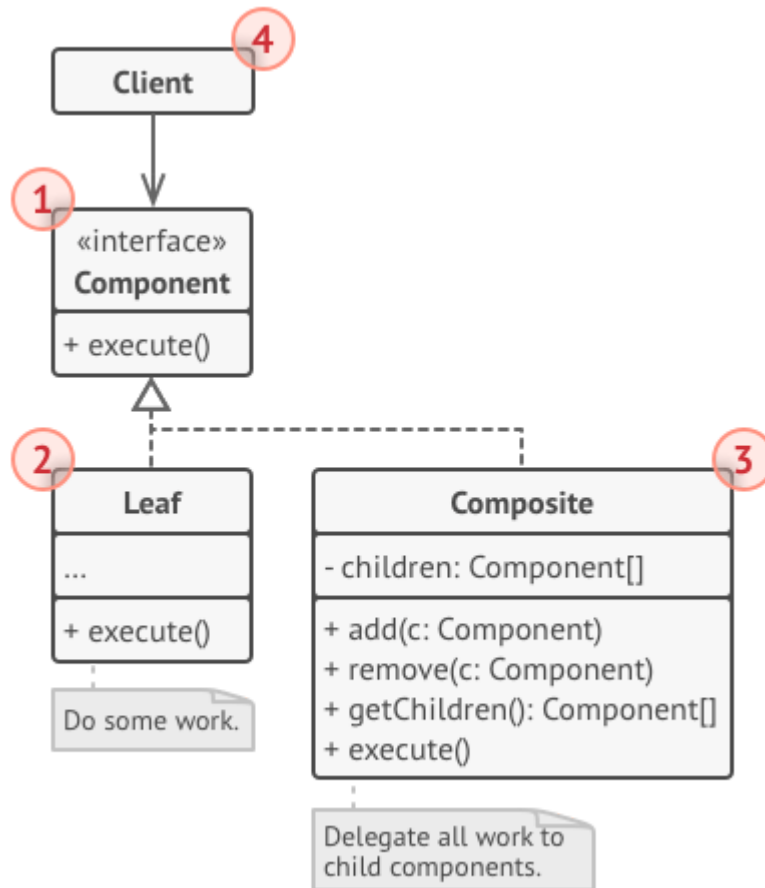 4
Client
1
«interface»
Component
+ execute()
2
Leaf
...
+ execute()
Do some work.
3
Composite
- children: Component[]
+ add(c: Component)
+ remove(c: Component)
+ getChildren(): Component[]
+ execute()
Delegate all work to
child components.